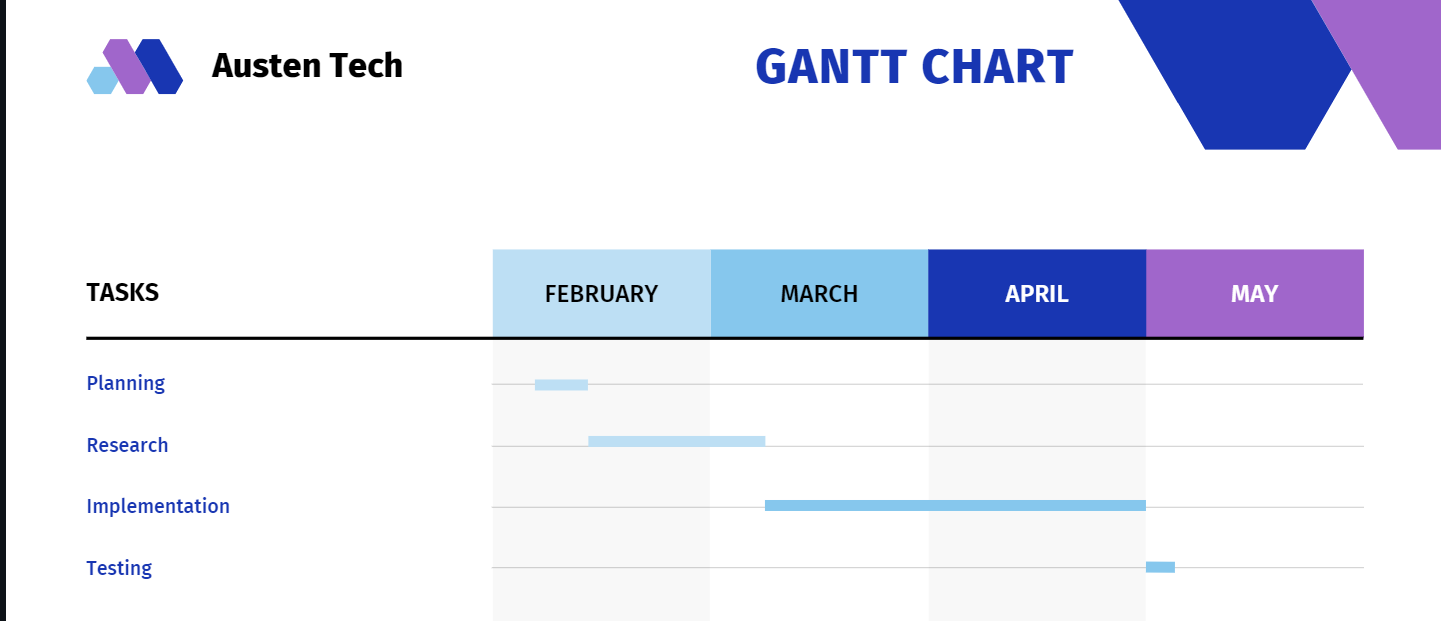 Austen Tech
GANTT CHART
TASKS FEBRUARY MARCH APRIL MAY
Planning
Research
Implementation
Testing